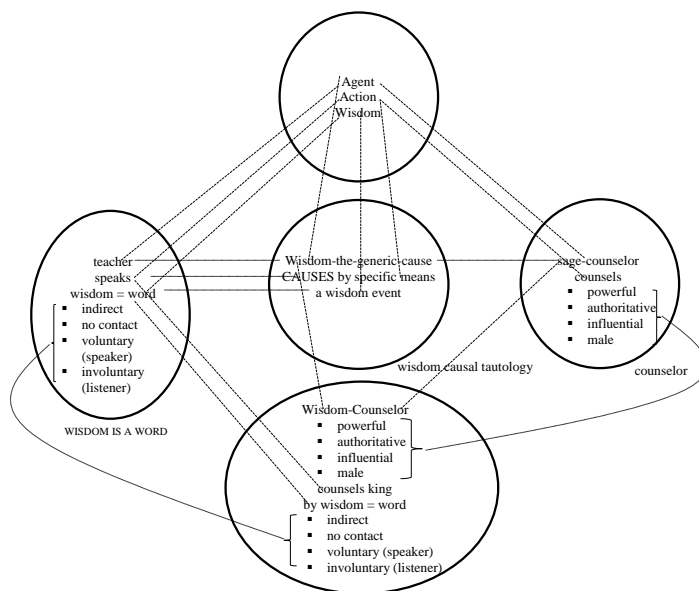 Agent
Action
Wisdom
teacher
speaks
wisdom = word
▪ indirect
▪ no contact
▪ voluntary
(speaker)
▪ involuntary
(listener)
WISDOM IS A WORD
Wisdom-the-generic-cause
CAUSES by specific means
a wisdom event
sage-counselor
counsels
▪ powerful
▪ authoritative
▪ influential
▪ male
counselor
wisdom causal tautology
Wisdom-Counselor
▪ powerful
▪ authoritative
▪ influential
▪ male
counsels king
by wisdom = word
▪ indirect
▪ no contact
▪ voluntary (speaker)
▪ involuntary (listener)